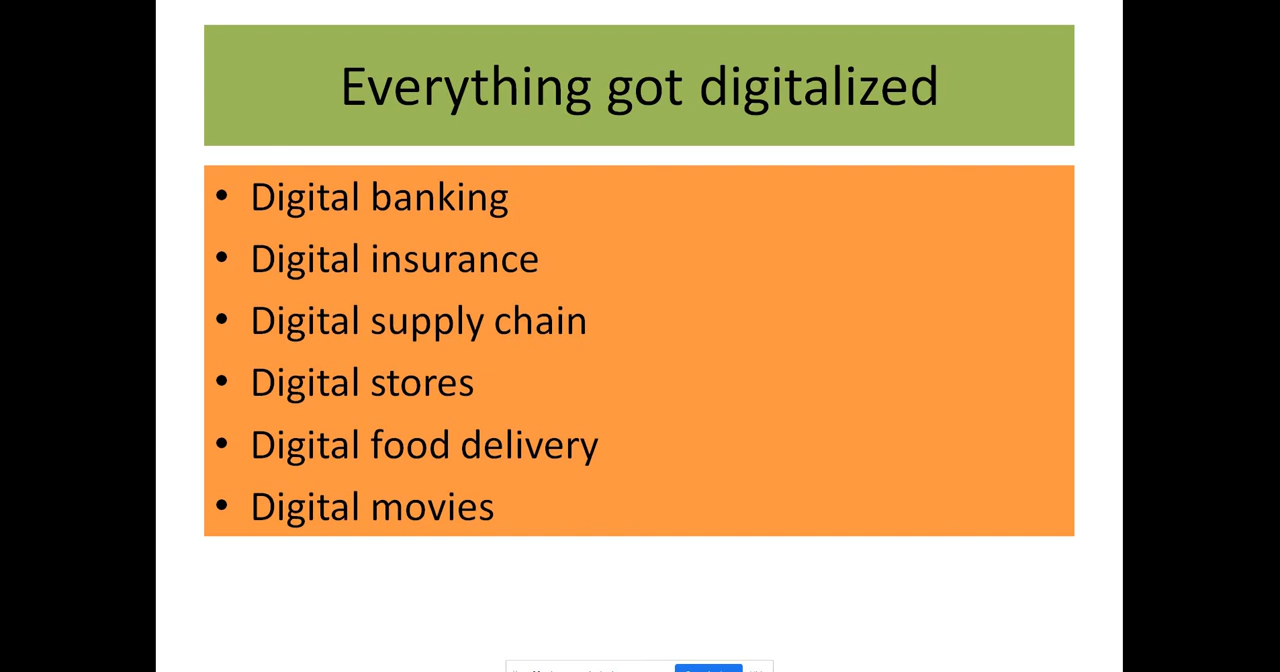 Everything got digitalized
• Digital banking
• Digital insurance
• Digital supply chain
• Digital stores
• Digital food delivery
• Digital movies